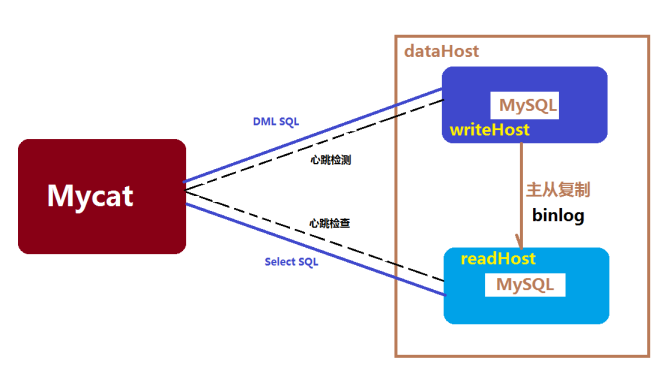 dataHost
MySQL
writeHost
DML SQL
心跳检测
Mycat
主从复制
binlog
心跳检查
Select SQL
readHost
MySQL